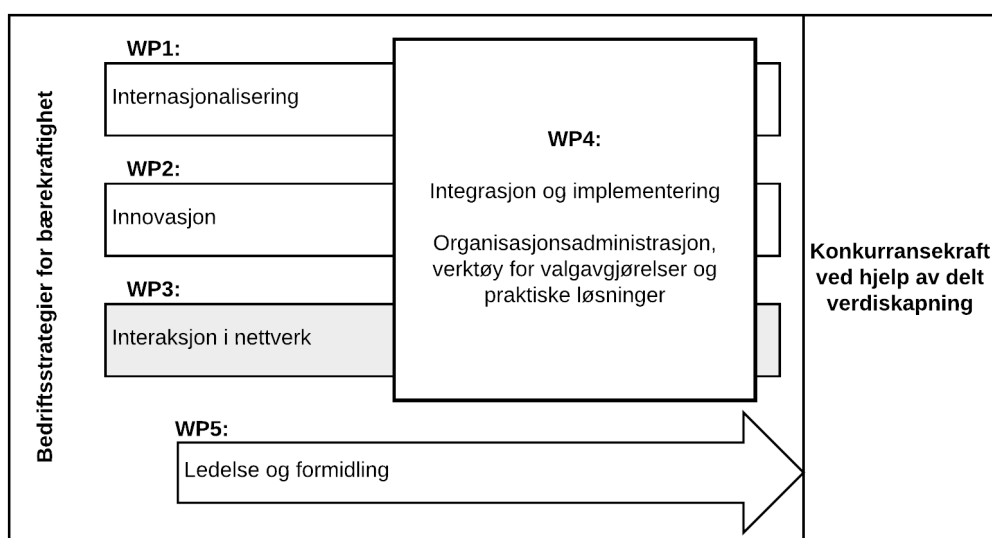 Bedriftsstrategier for bærekraftighet
WP1:
Internasjonalisering
WP2:
Innovasjon
WP3:
Interaksjon i nettverk
WP4:
Integrasjon og implementering
Organisasjonsadministrasjon,
verktøy for valgavgjørelser og
praktiske løsninger
WP5:
Ledelse og formidling
Konkurransekraft
ved hjelp av delt
verdiskapning